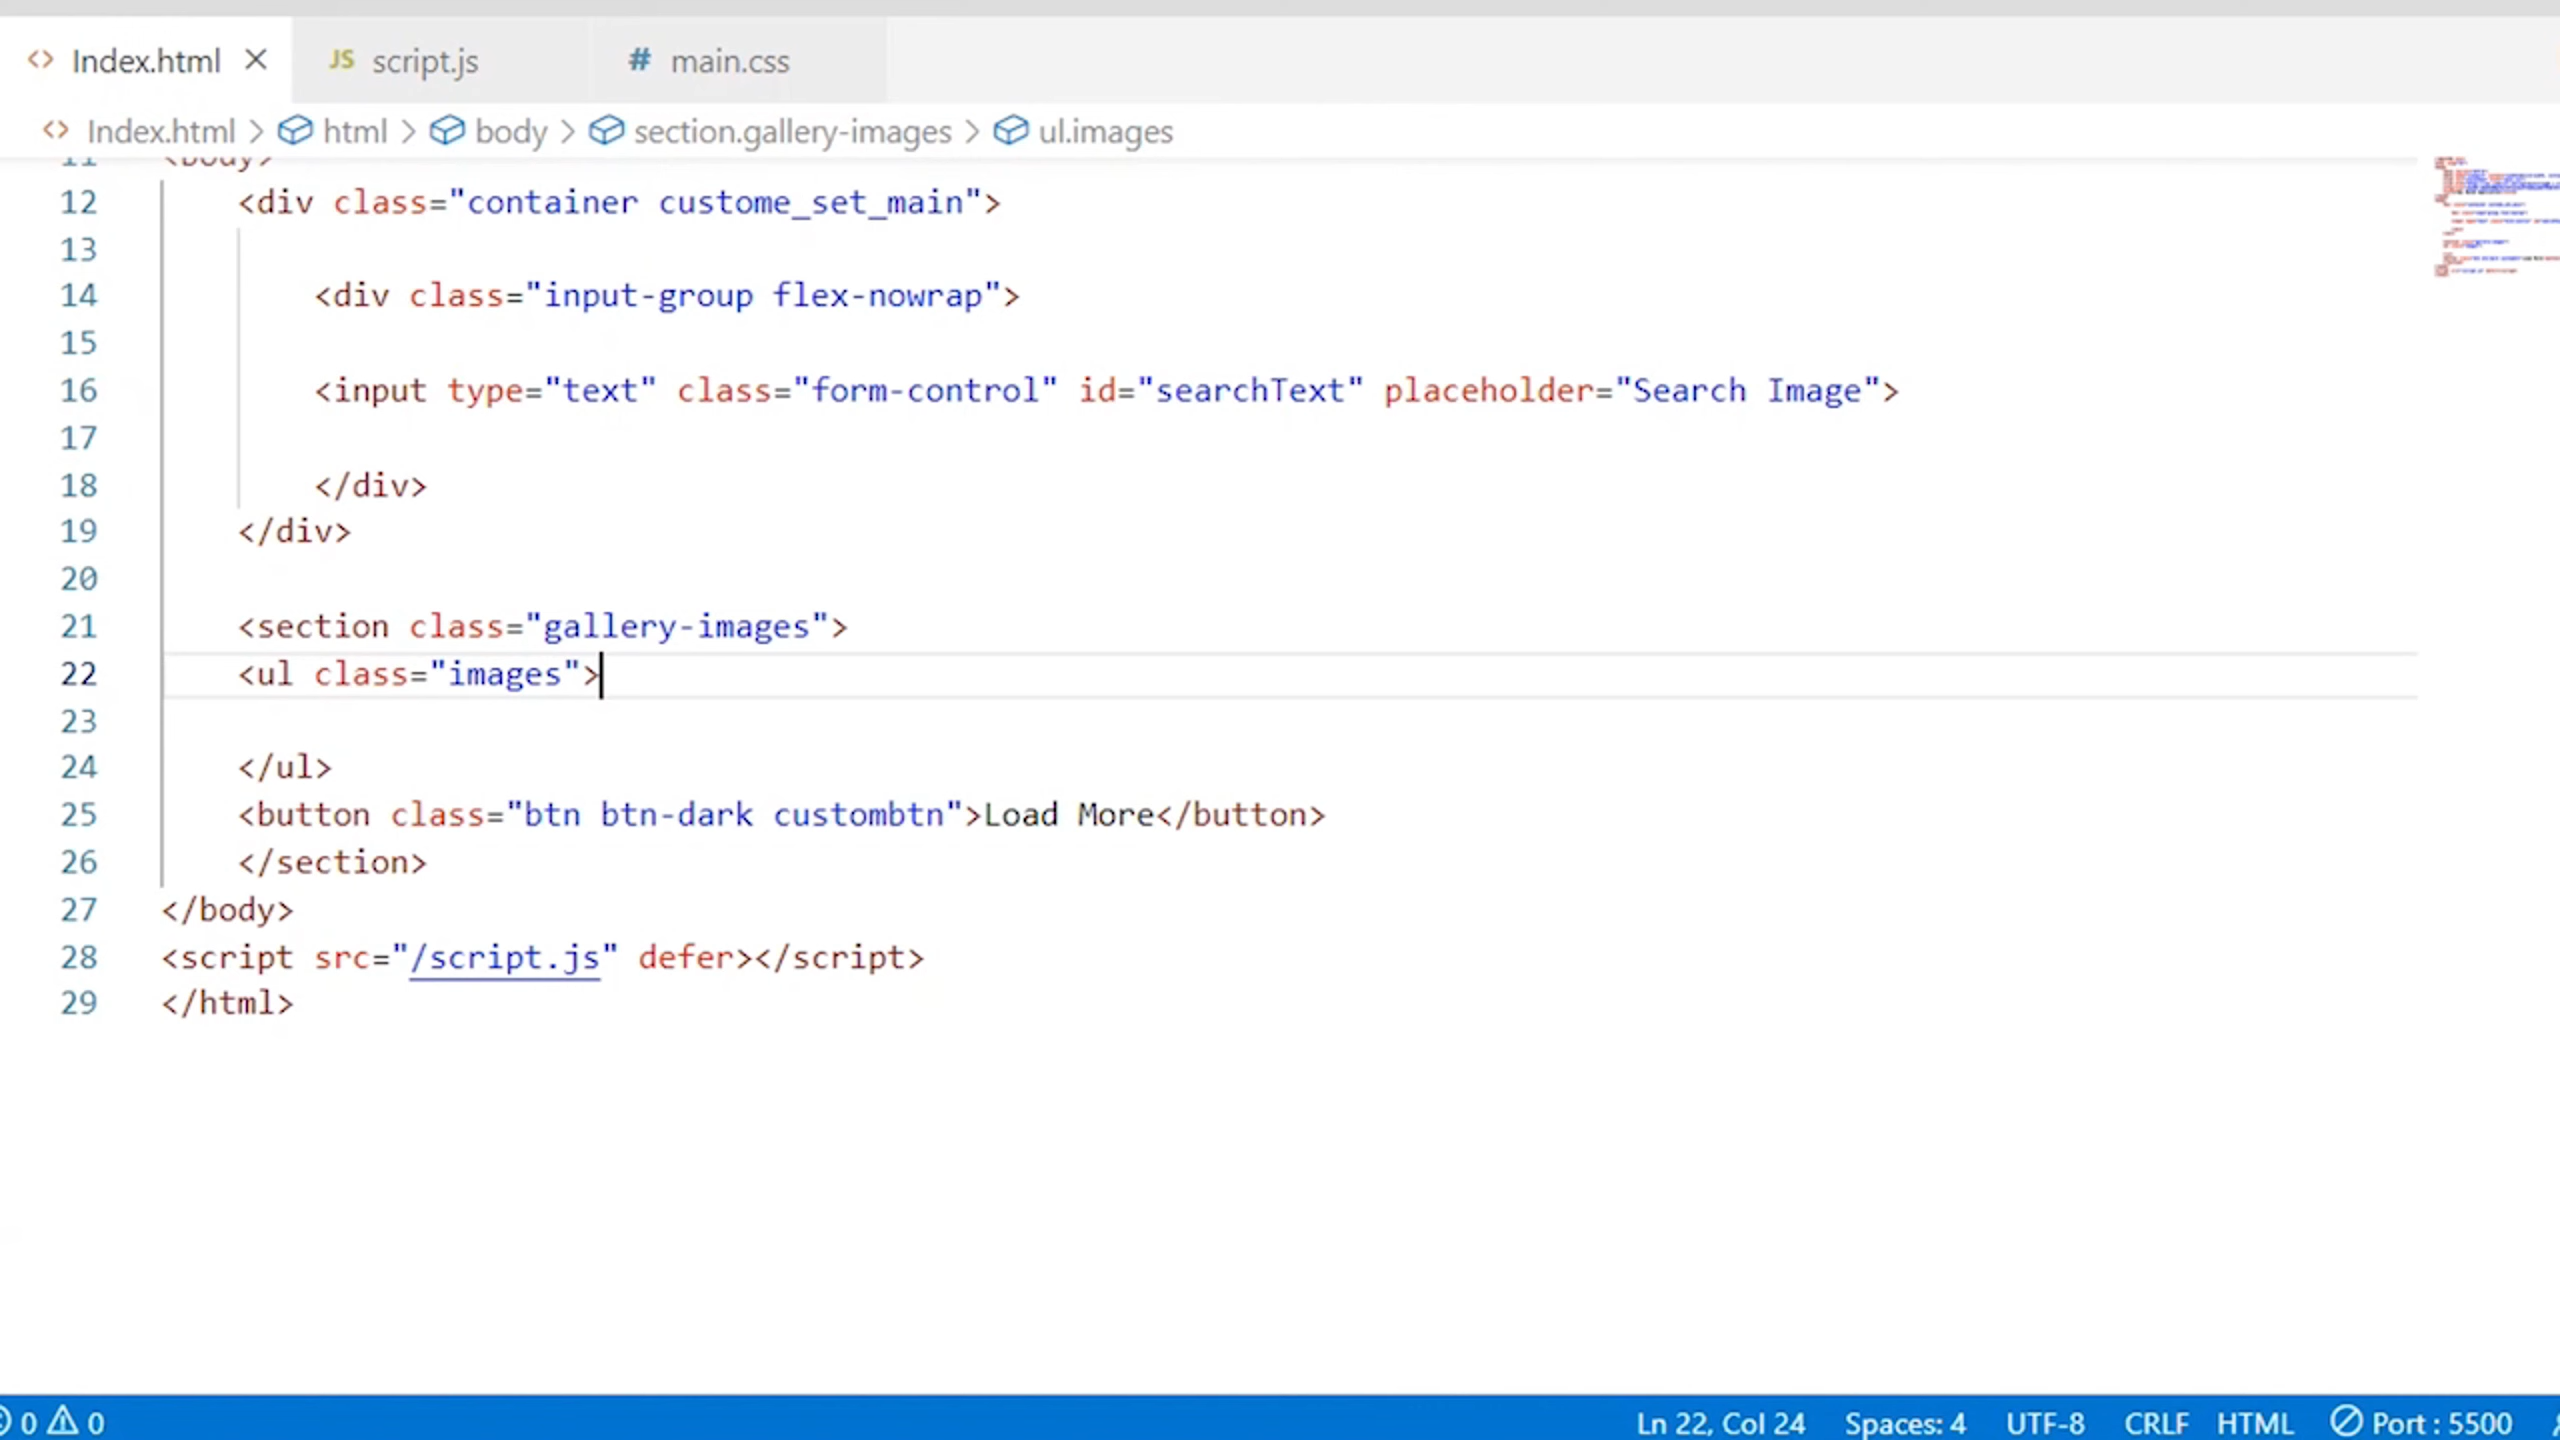 Index.html script.js main.css
Index.html > html > body > section.gallery-images > ul.images
11 <body>
12 <div class="container custome_set_main">
13
14 <div class="input-group flex-nowrap">
15
16 <input type="text" class="form-control" id="searchText" placeholder="Search Image">
17
18 </div>
19 </div>
20
21 <section class="gallery-images">
22 <ul class="images">
23
24 </ul>
25 <button class="btn btn-dark custombtn">Load More</button>
26 </section>
27 </body>
28 <script src="/script.js" defer></script>
29 </html>
0 0 Ln 22, Col 24 Spaces: 4 UTF-8 CRLF HTML Port : 5500